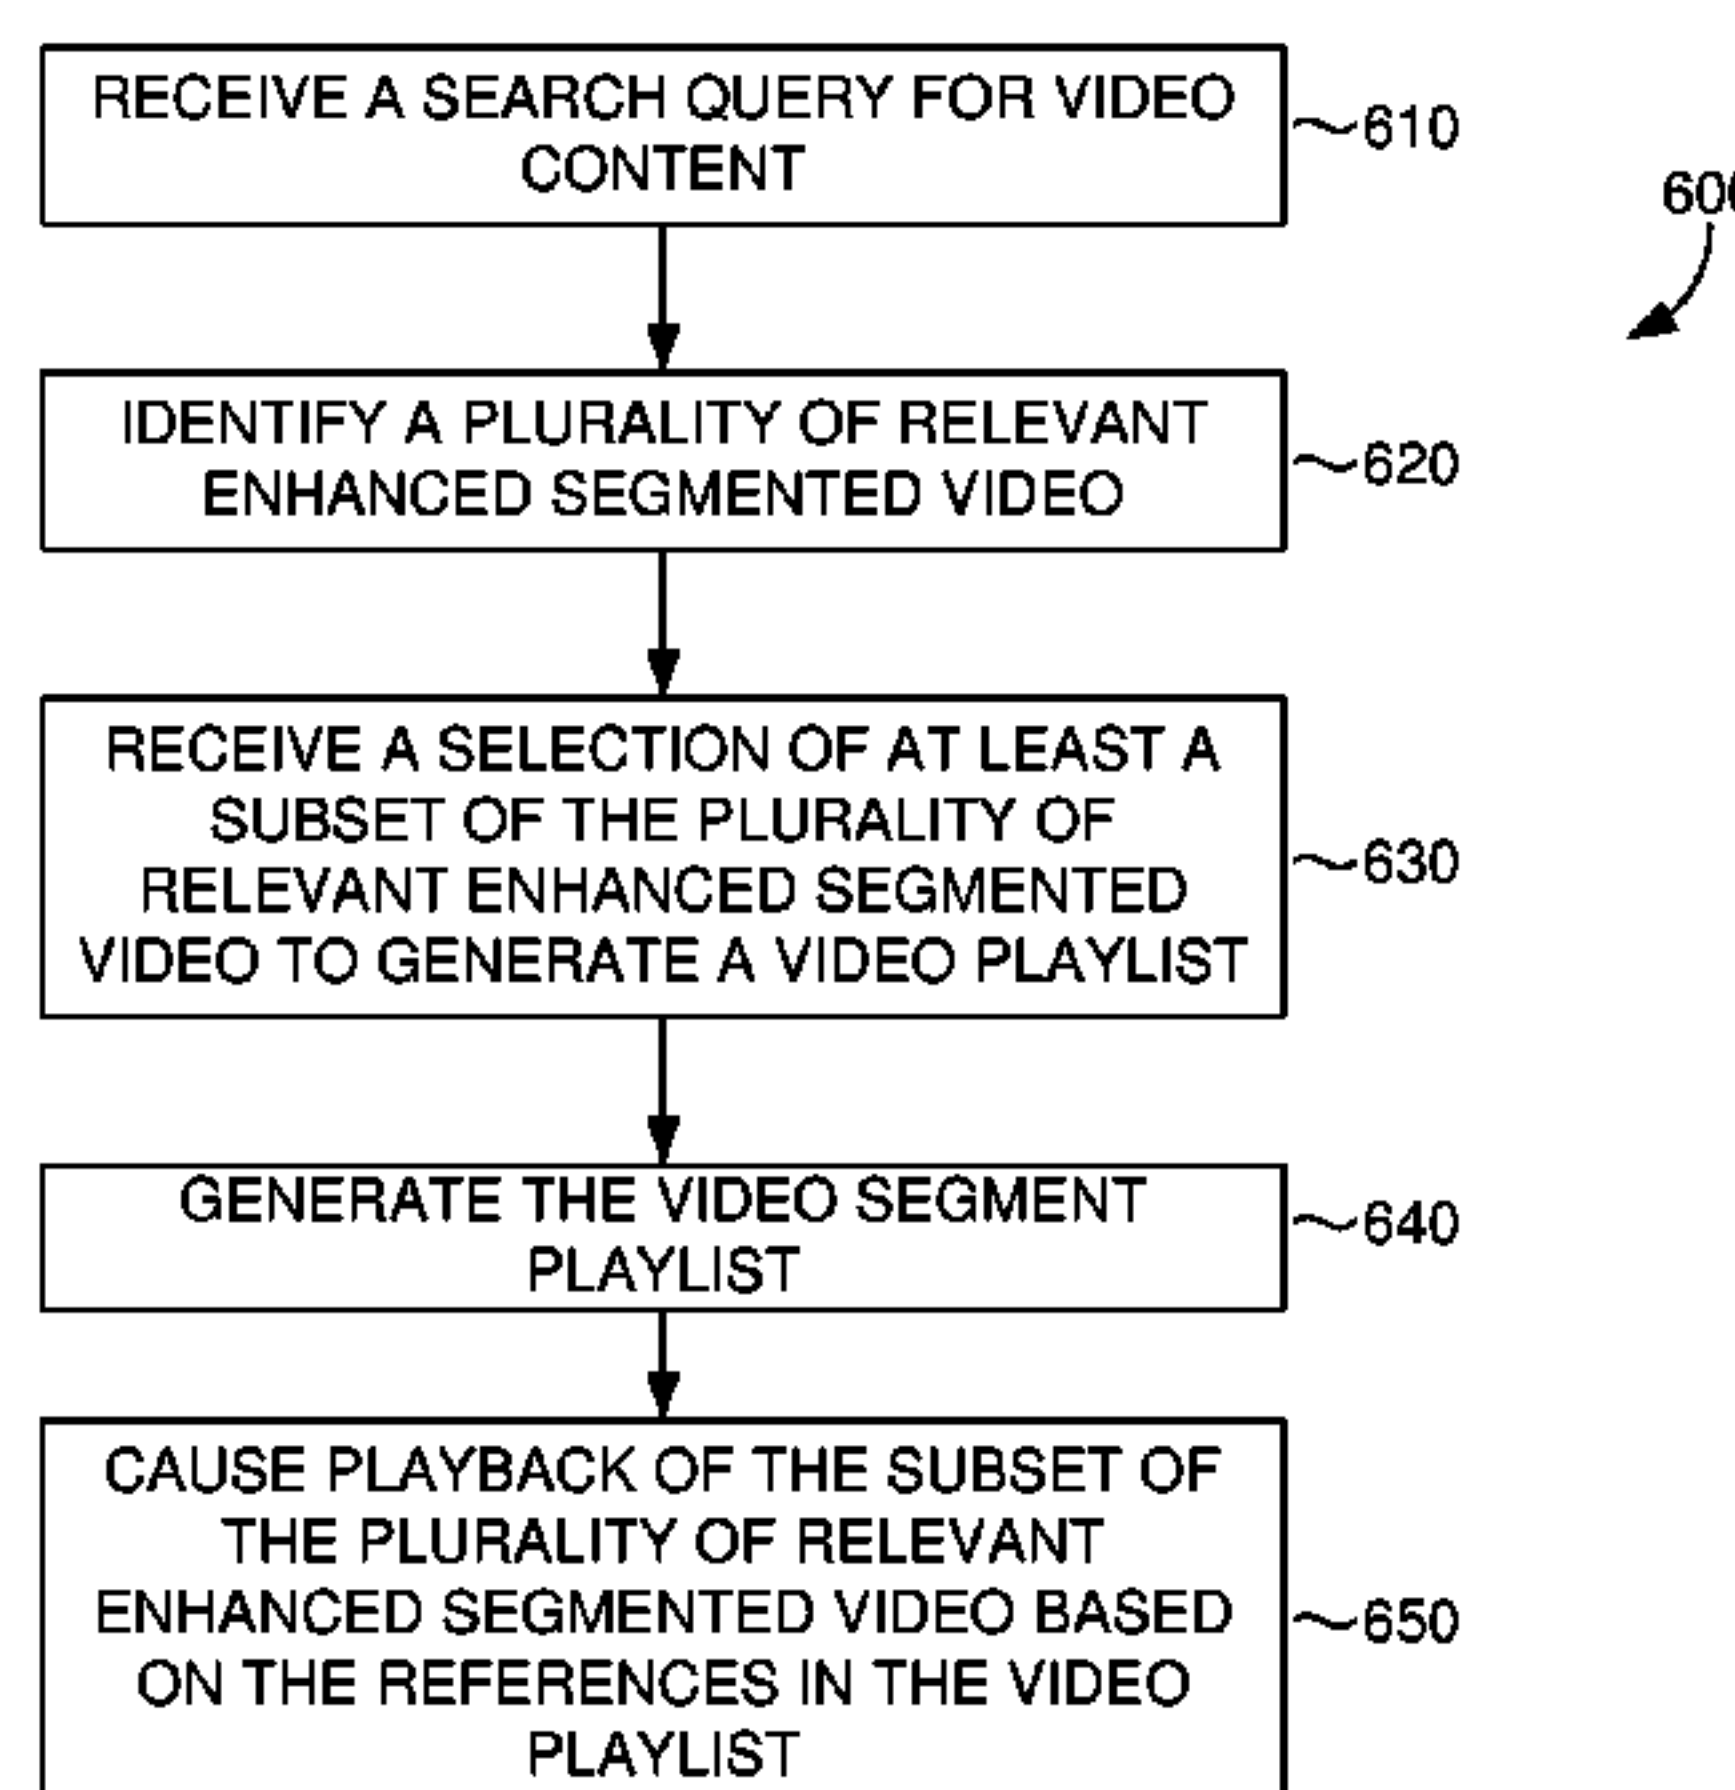 RECEIVE A SEARCH QUERY FOR VIDEO
CONTENT
610
600
IDENTIFY A PLURALITY OF RELEVANT
ENHANCED SEGMENTED VIDEO
620
RECEIVE A SELECTION OF AT LEAST A
SUBSET OF THE PLURALITY OF
RELEVANT ENHANCED SEGMENTED
VIDEO TO GENERATE A VIDEO PLAYLIST
630
GENERATE THE VIDEO SEGMENT
PLAYLIST
640
CAUSE PLAYBACK OF THE SUBSET OF
THE PLURALITY OF RELEVANT
ENHANCED SEGMENTED VIDEO BASED
ON THE REFERENCES IN THE VIDEO
PLAYLIST
650